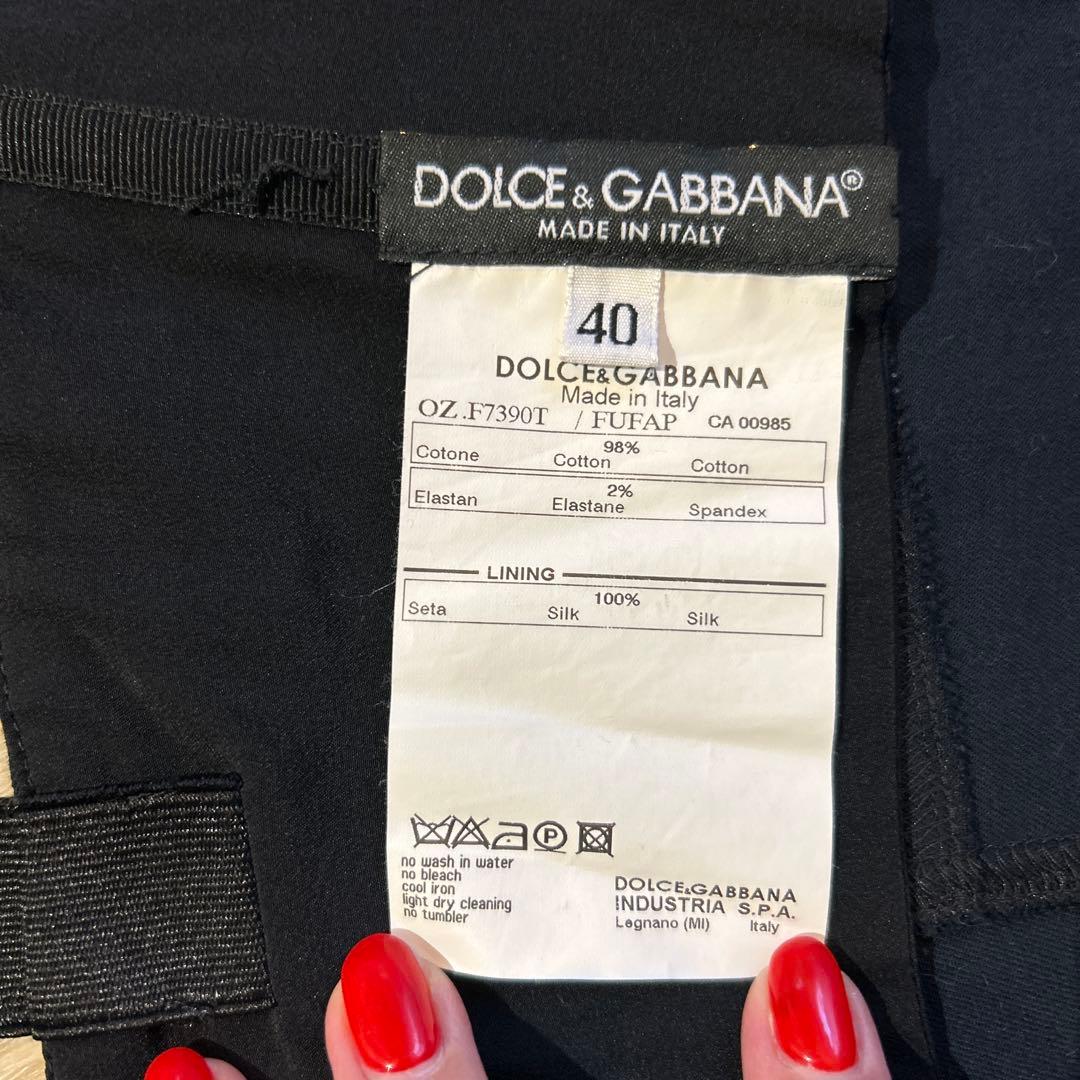 DOLCE & GABBANA®
MADE IN ITALY
40
DOLCE&GABBANA
Made in Italy
OZ.F7390T / FUFAP CA 00985
98%
Cotone Cotton Cotton
2%
Elastan Elastane Spandex
LINING
100%
Seta Silk Silk
P
no wash in water
no bleach
cool iron
light dry cleaning
no tumbler
DOLCE&GABBANA
INDUSTRIA S.P.A.
Legnano (MI) Italy